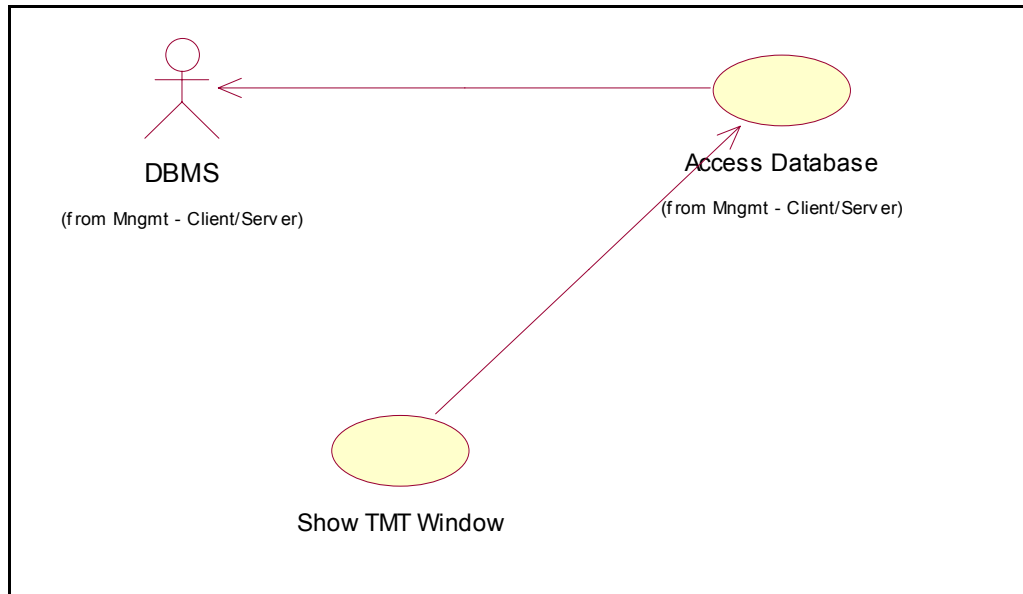 DBMS
(from Mngmt - Client/Server)
Access Database
(from Mngmt - Client/Server)
Show TMT Window